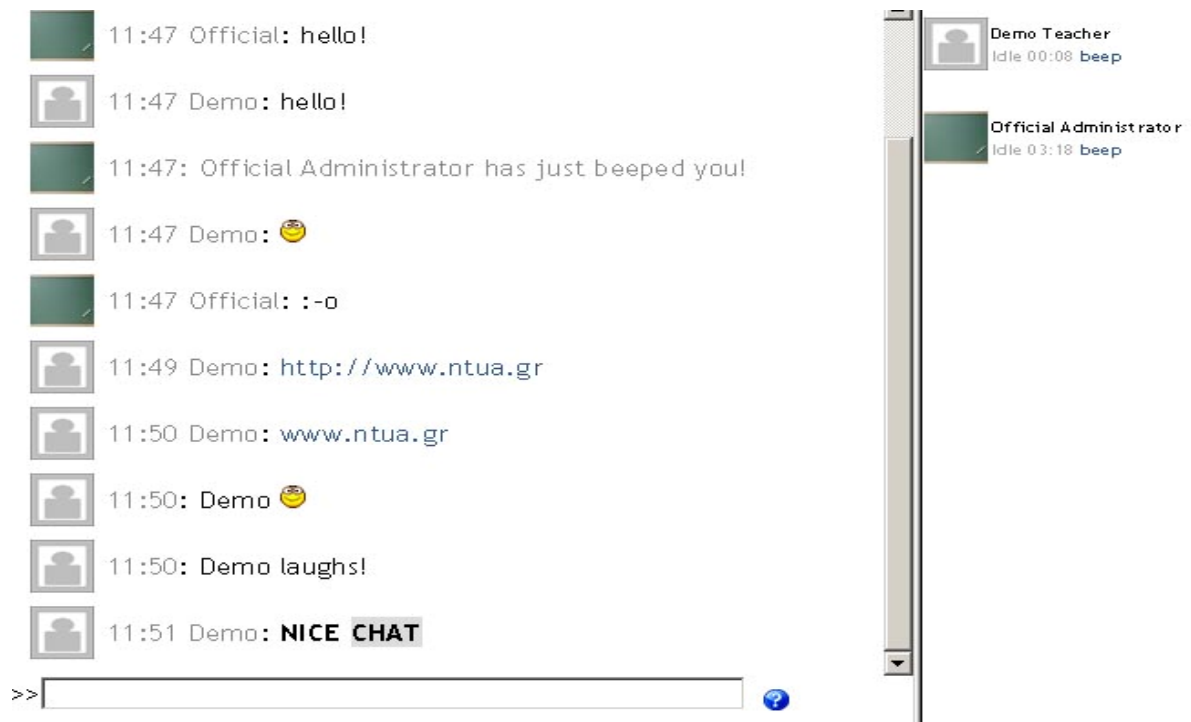 11:47 Official: hello!
11:47 Demo: hello!
11:47: Official Administrator has just beeped you!
11:47 Demo:
11:47 Official: :-o
11:49 Demo: http://www.ntua.gr
11:50 Demo: www.ntua.gr
11:50: Demo
11:50: Demo laughs!
11:51 Demo: NICE CHAT
>>
?
Demo Teacher
Idle 00:08 beep
Official Administrator
Idle 03:18 beep